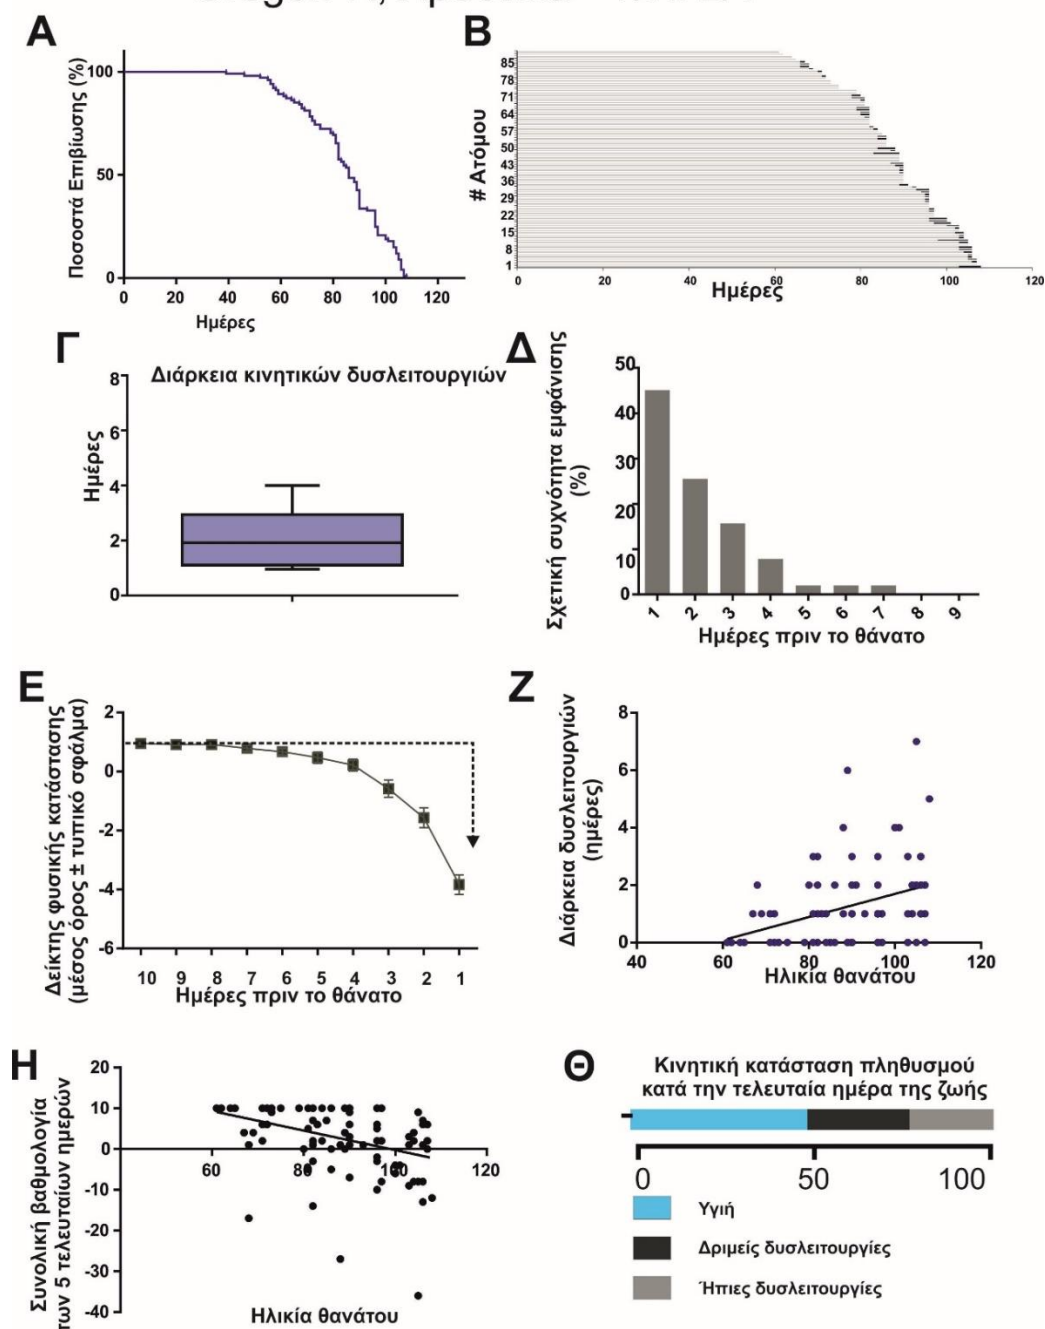 Α
Ποσοστά Επιβίωσης (%)
100
50
0
0 20 40 60 80 100 120
Ημέρες
Β
# Ατόμου
85
78
71
64
57
50
43
36
29
22
15
8
1
0 20 40 60 80 100 120
Ημέρες
Γ
Διάρκεια κινητικών δυσλειτουργιών
Ημέρες
8
6
4
2
0
Δ
Σχετική συχνότητα εμφάνισης
(%)
50
40
30
20
10
0
1 2 3 4 5 6 7 8 9
Ημέρες πριν το θάνατο
Ε
Δείκτης φυσικής κατάστασης
(μέσος όρος ± τυπικό σφάλμα)
2
0
-2
-4
-6
10 9 8 7 6 5 4 3 2 1
Ημέρες πριν το θάνατο
Ζ
Διάρκεια δυσλειτουργιών
(ημέρες)
8
6
4
2
0
40 60 80 100 120
Ηλικία θανάτου
Η
Συνολική βαθμολογία
των 5 τελευταίων ημερών
20
10
0
-10
-20
-30
-40
60 80 100 120
Ηλικία θανάτου
Θ
Κινητική κατάσταση πληθυσμού
κατά την τελευταία ημέρα της ζωής
0 50 100
Υγιή
Δριμείς δυσλειτουργίες
Ήπιες δυσλειτουργίες